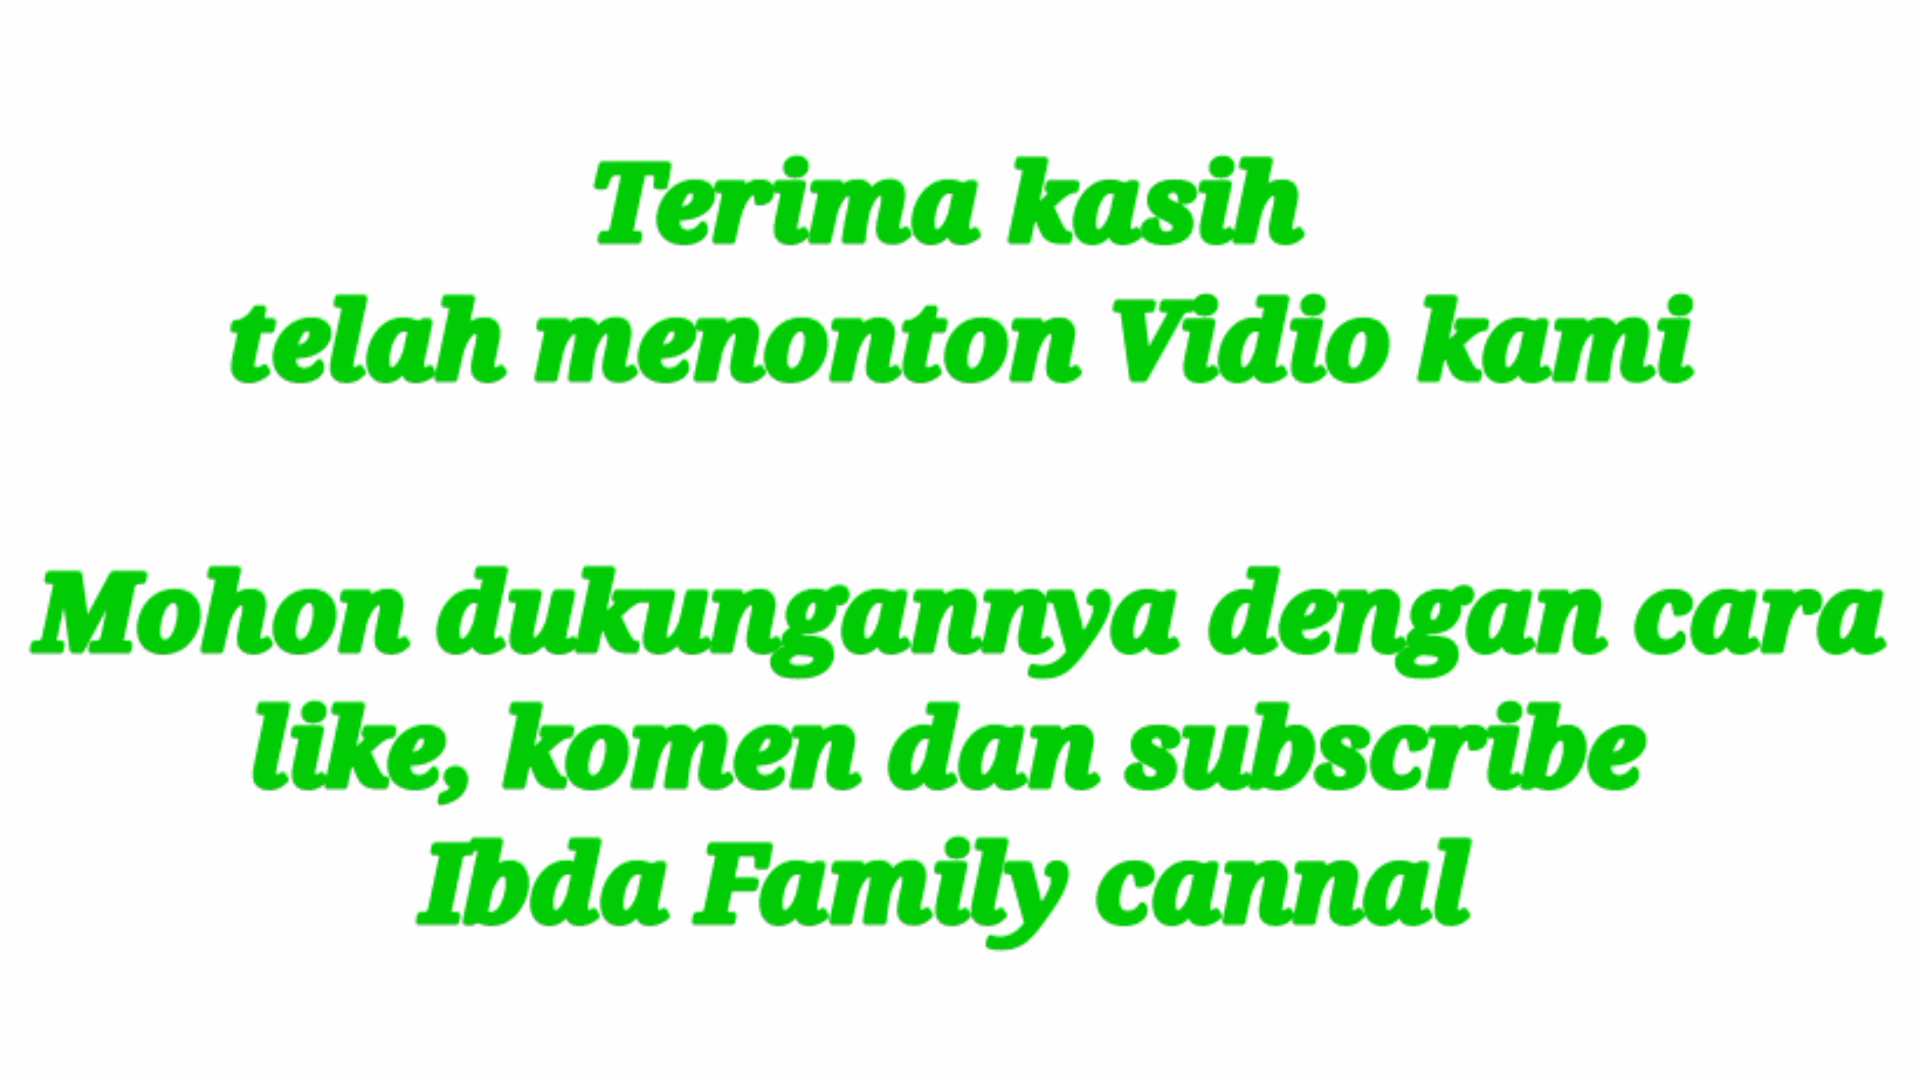 Terima kasih
telah menonton Vidio kami
Mohon dukungannya dengan cara
like, komen dan subscribe
Ibda Family cannal